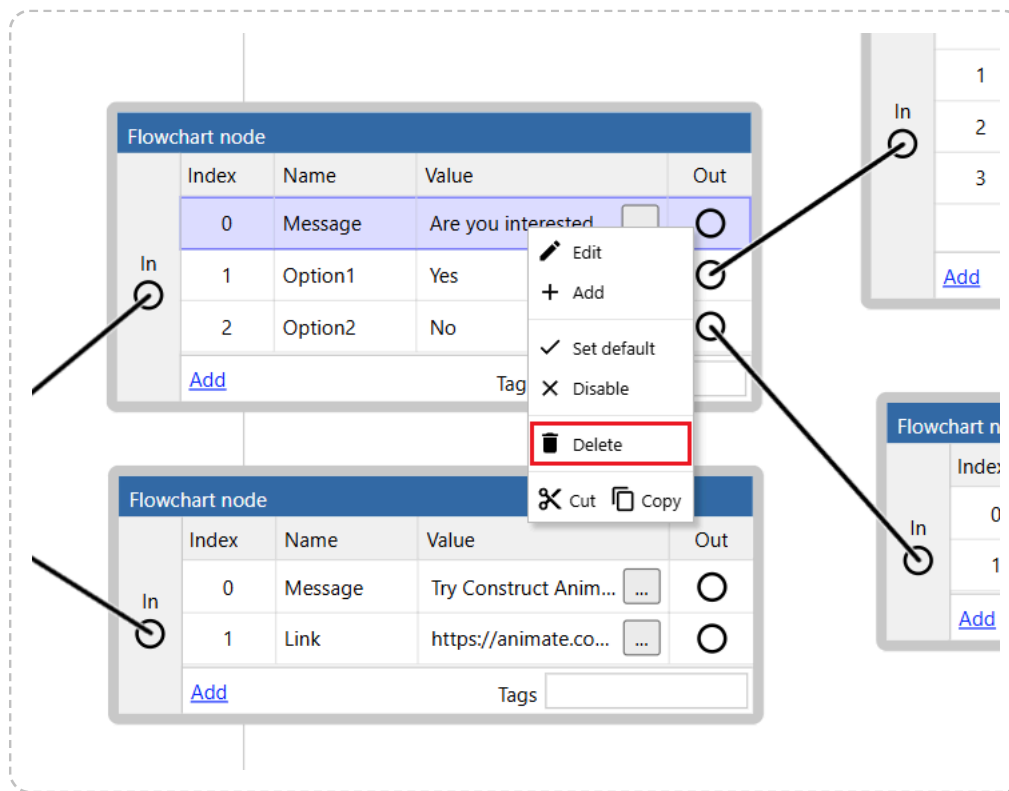 Flowchart node
Index Name Value Out
0 Message Are you interested
In
1 Option1 Yes
2 Option2 No
Add Tag
Edit
Add
Set default
Disable
Delete
Cut Copy
Flowchart node
Index Name Value Out
0 Message Try Construct Anim... ...
In
1 Link https://animate.co... ...
Add Tags
1
In
2
3
Add
Flowchart n
Index
0
In
1
Add